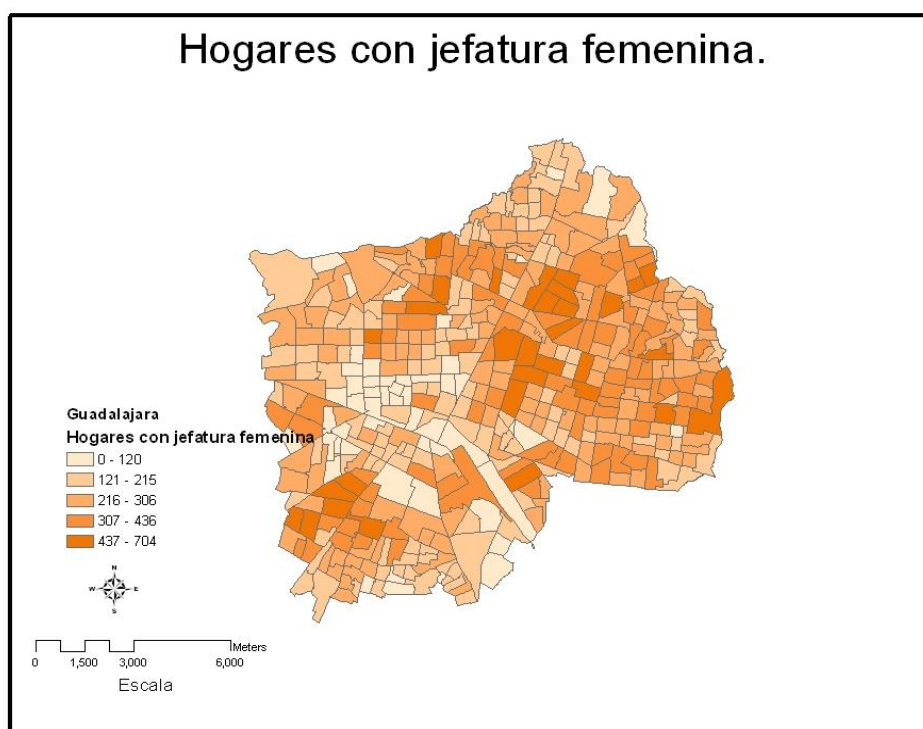 Hogares con jefatura femenina.
Guadalajara
Hogares con jefatura femenina
0 - 120
121 - 215
216 - 306
307 - 436
437 - 704
N
W E
S
Meters
0 1,500 3,000 6,000
Escala